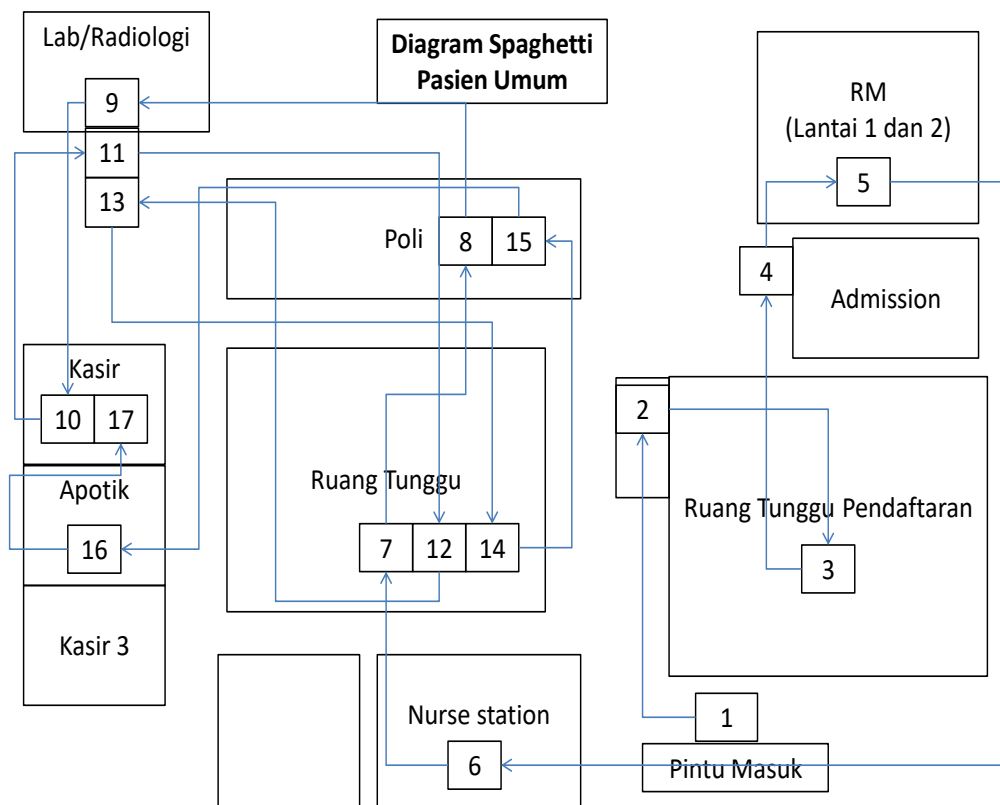 Lab/Radiologi
9
11
13
Diagram Spaghetti
Pasien Umum
RM
(Lantai 1 dan 2)
5
Poli
8
15
4
Admission
Kasir
10
17
Apotik
16
Kasir 3
Ruang Tunggu
7
12
14
2
Ruang Tunggu Pendaftaran
3
Nurse station
6
1
Pintu Masuk